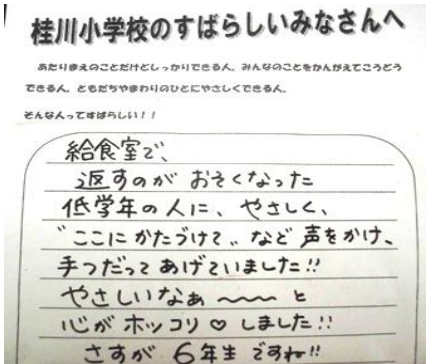 桂川小学校のすばらしいみなさんへ
あたりまえのことだけどしっかりできる人。みんなのことをかんがえてこうどう
できる人。ともだちやまわりのひとにやさしくできる人。
そんな人ってすばらしい！！
給食室で、
返すのが おそくなった
低学年の人に、やさしく、
"ここに かたづけて〟など 声をかけ、
手つだって あげていました!!
やさしいなぁ 〜〜〜 と
心が ホッコリ♡ しました!!
さすが 6年生 ですね!!